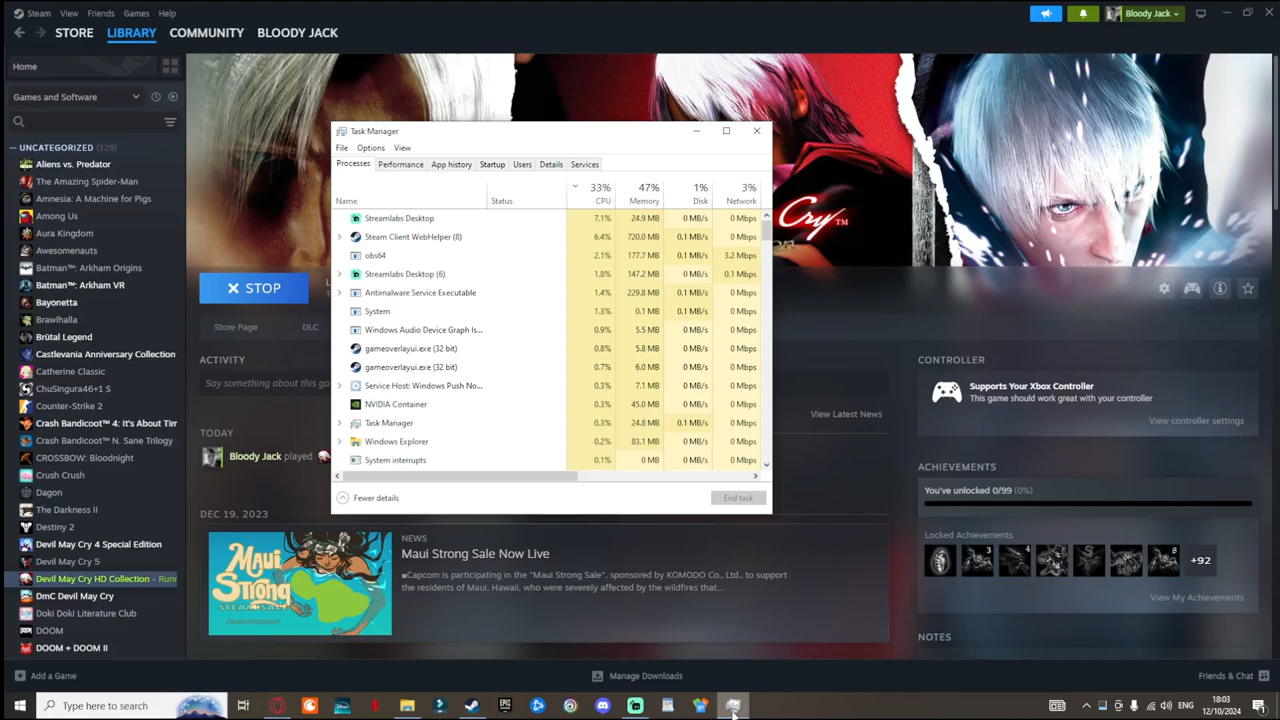 Steam View Friends Games Help
Bloody Jack
STORE LIBRARY COMMUNITY BLOODY JACK
Home
Games and Software
UNCATEGORIZED (129)
Aliens vs. Predator
The Amazing Spider-Man
Amnesia: A Machine for Pigs
Among Us
Aura Kingdom
Awesomenauts
Batman™: Arkham Origins
Batman™: Arkham VR
Bayonetta
Brawlhalla
Brütal Legend
Castlevania Anniversary Collection
Catherine Classic
ChuSingura46+1 S
Counter-Strike 2
Crash Bandicoot 4: It's About Tim
Crash Bandicoot N. Sane Trilogy
CROSSBOW: Bloodnight
Crush Crush
Dagon
The Darkness II
Destiny 2
Devil May Cry 4 Special Edition
Devil May Cry 5
Devil May Cry HD Collection - Runn
DmC Devil May Cry
Doki Doki Literature Club
DOOM
DOOM + DOOM II
Add a Game
Cry™
STOP
Store Page DLC
ACTIVITY
Say something about this ga
View Latest News
TODAY
Bloody Jack played
DEC 19, 2023
Maui
Strong
STEAM SALE
NEWS
Maui Strong Sale Now Live
■Capcom is participating in the "Maui Strong Sale", sponsored by KOMODO Co., Ltd., to support
the residents of Maui, Hawaii, who were severely affected by the wildfires that...
Task Manager
File Options View
Processes Performance App history Startup Users Details Services
33% 47% 1% 3%
Name Status CPU Memory Disk Network
Streamlabs Desktop 7.1% 24.9 MB 0 MB/s 0 Mbps
Steam Client WebHelper (8) 6.4% 720.0 MB 0.1 MB/s 0 Mbps
obs64 2.1% 177.7 MB 0.1 MB/s 3.2 Mbps
Streamlabs Desktop (6) 1.8% 147.2 MB 0 MB/s 0.1 Mbps
Antimalware Service Executable 1.4% 229.8 MB 0.1 MB/s 0 Mbps
System 1.3% 0.1 MB 0.1 MB/s 0 Mbps
Windows Audio Device Graph Is... 0.9% 5.5 MB 0 MB/s 0 Mbps
gameoverlayui.exe (32 bit) 0.8% 5.8 MB 0 MB/s 0 Mbps
gameoverlayui.exe (32 bit) 0.7% 6.0 MB 0 MB/s 0 Mbps
Service Host: Windows Push No... 0.3% 7.1 MB 0 MB/s 0 Mbps
NVIDIA Container 0.3% 45.0 MB 0 MB/s 0 Mbps
Task Manager 0.3% 24.8 MB 0.1 MB/s 0 Mbps
Windows Explorer 0.2% 83.1 MB 0 MB/s 0 Mbps
System interrupts 0.1% 0 MB 0 MB/s 0 Mbps
Fewer details End task
CONTROLLER
Supports Your Xbox Controller
This game should work great with your controller
View controller settings
ACHIEVEMENTS
You've unlocked 0/99 (0%)
Locked Achievements
3 4 8 +92
View My Achievements
NOTES
Manage Downloads
Friends & Chat
Type here to search
EPIC
ENG
18:03
12/10/2024
1